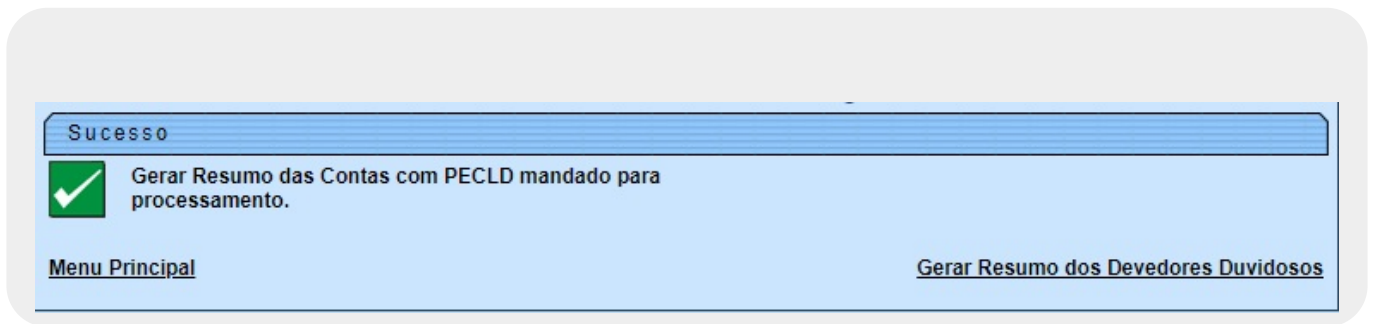 Sucesso
Gerar Resumo das Contas com PECLD mandado para
processamento.
Menu Principal
Gerar Resumo dos Devedores Duvidosos